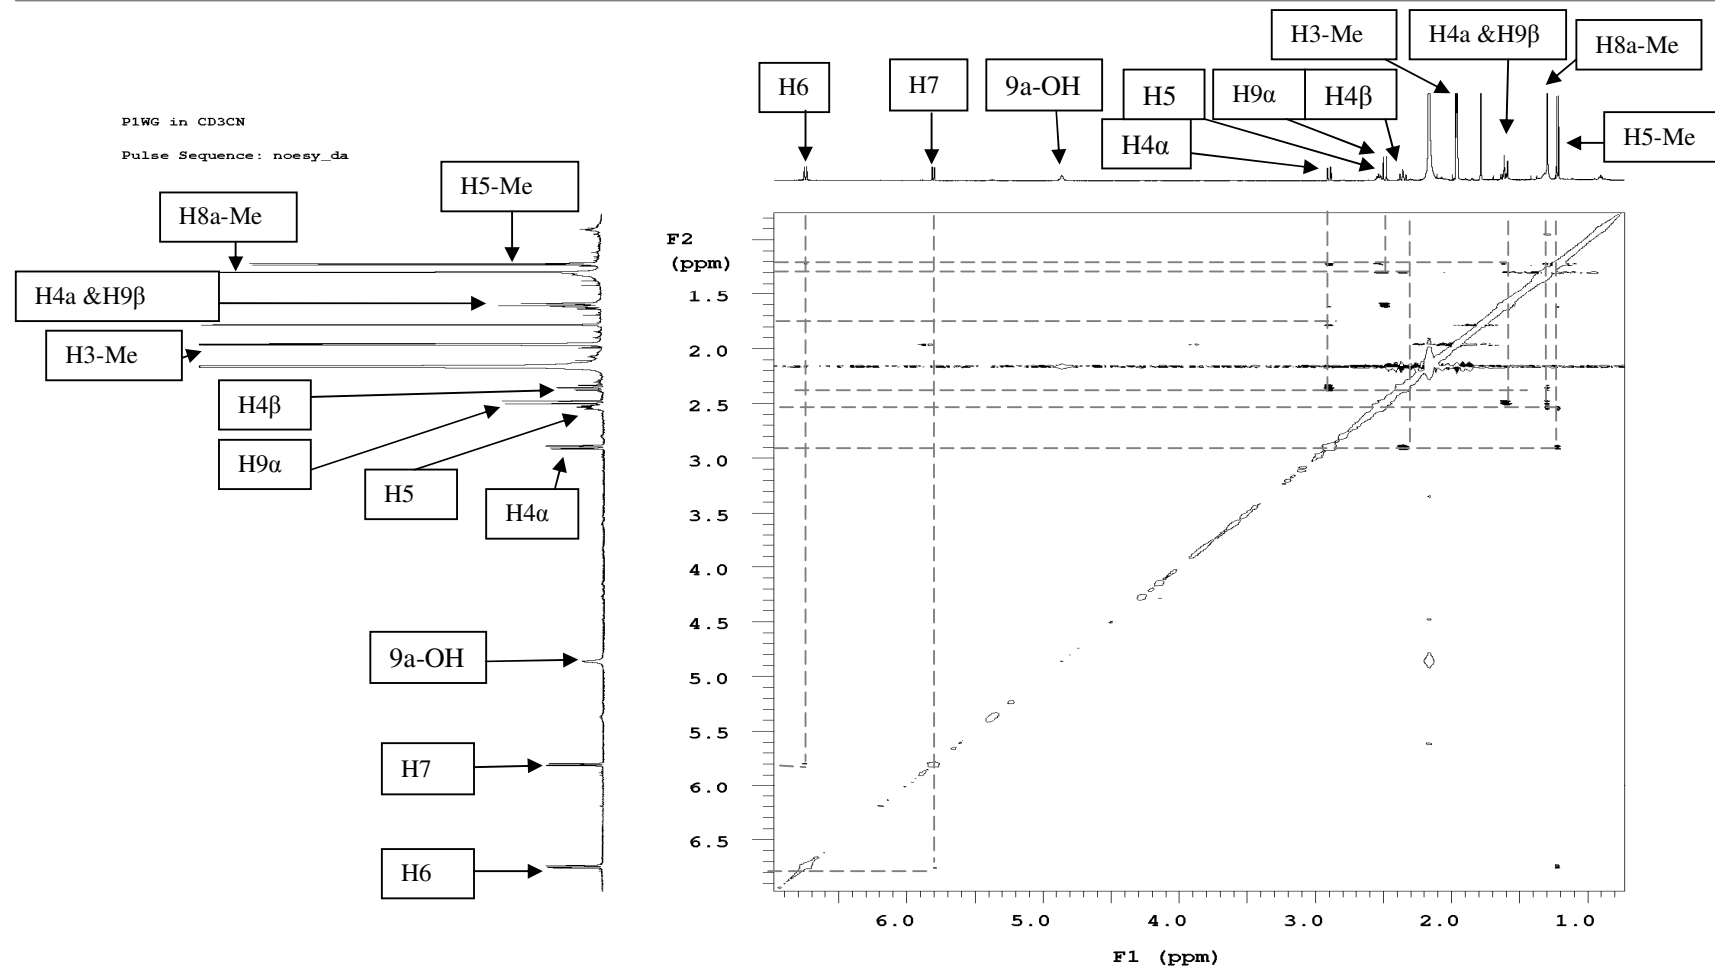 H3-Me
H4a &H9β
H8a-Me
H6
H7
9a-OH
H5
H9α
H4β
H4α
H5-Me
P1WG in CD3CN
Pulse Sequence: noesy_da
H5-Me
H8a-Me
H4a &H9β
H3-Me
H4β
H9α
H5
H4α
9a-OH
H7
H6
F2
(ppm)
1.5
2.0
2.5
3.0
3.5
4.0
4.5
5.0
5.5
6.0
6.5
6.0
5.0
4.0
3.0
2.0
1.0
F1 (ppm)